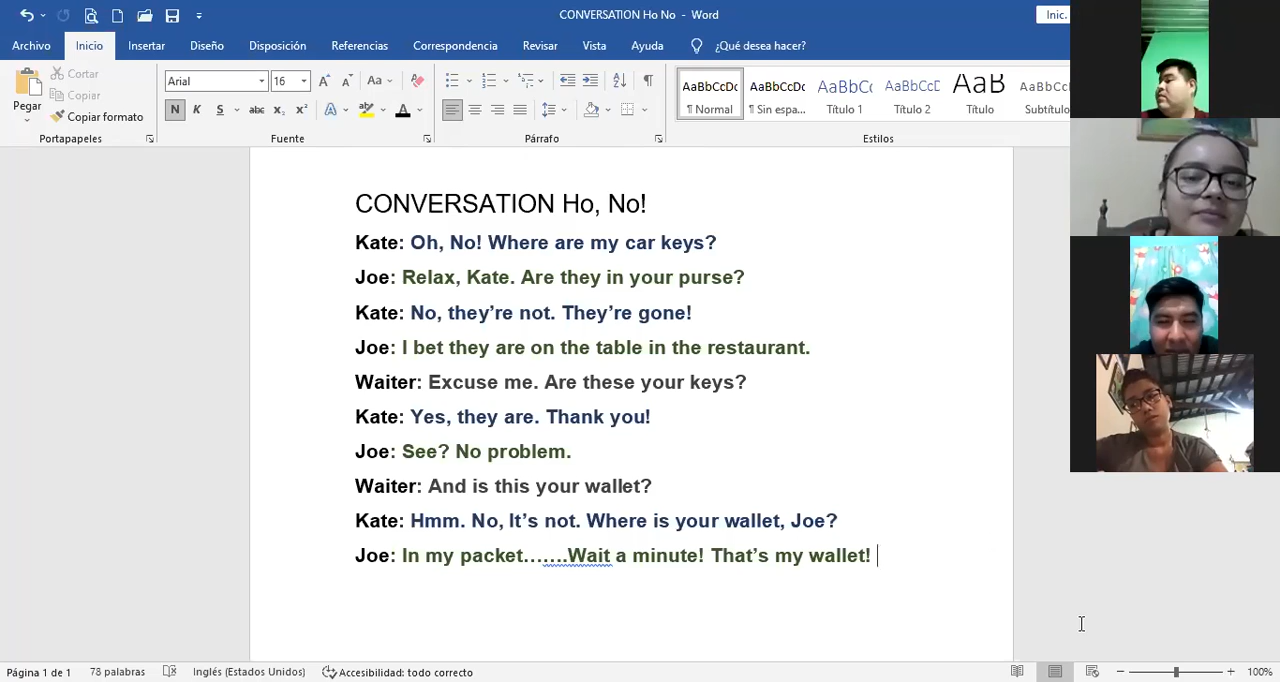 CONVERSATION Ho No - Word
Inic.
Archivo Inicio Insertar Diseño Disposición Referencias Correspondencia Revisar Vista Ayuda ¿Qué desea hacer?
Pegar
Cortar
Copiar
Copiar formato
Portapapeles
Arial 16
N K S abc x₂ x²
Fuente
Párrafo
AaBbCcDc AaBbCcDc AaBbC AaBbCcD AaB AaBbCcD
¶ Normal ¶ Sin espa... Título 1 Título 2 Título Subtítulo
Estilos
CONVERSATION Ho, No!
Kate: Oh, No! Where are my car keys?
Joe: Relax, Kate. Are they in your purse?
Kate: No, they’re not. They’re gone!
Joe: I bet they are on the table in the restaurant.
Waiter: Excuse me. Are these your keys?
Kate: Yes, they are. Thank you!
Joe: See? No problem.
Waiter: And is this your wallet?
Kate: Hmm. No, It’s not. Where is your wallet, Joe?
Joe: In my packet…….Wait a minute! That’s my wallet!
Página 1 de 1 78 palabras Inglés (Estados Unidos) Accesibilidad: todo correcto 100%